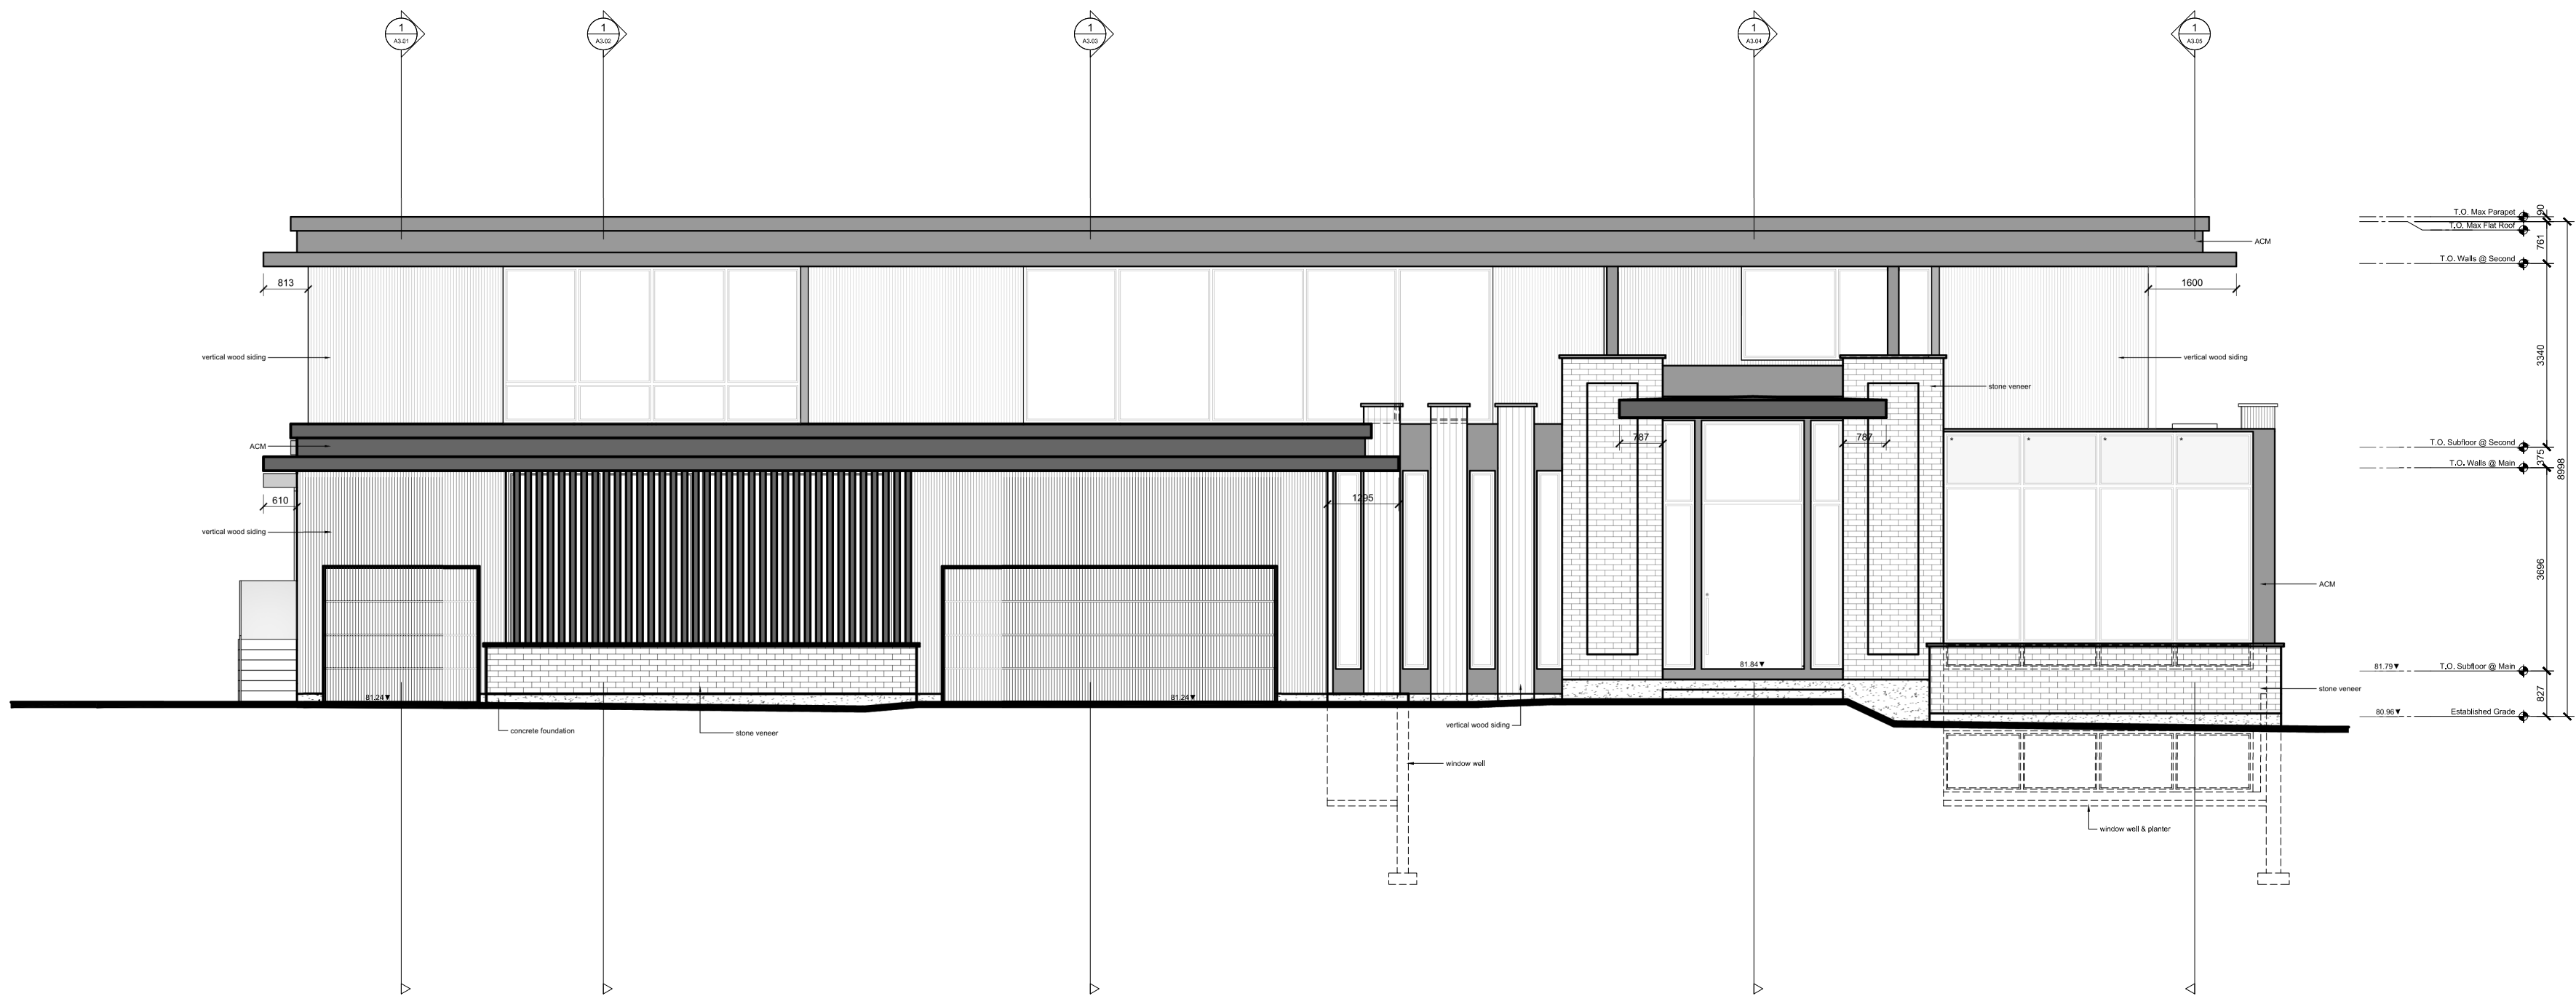 1
A3.01
1
A3.02
1
A3.03
1
A3.04
1
A3.05
T.O. Max Parapet
90
T.O. Max Flat Roof
761
ACM
T.O. Walls @ Second
813
1600
vertical wood siding
vertical wood siding
3340
stone veneer
ACM
787
787
T.O. Subfloor @ Second
375
T.O. Walls @ Main
8998
610
1295
vertical wood siding
3696
ACM
81.84
81.79
T.O. Subfloor @ Main
81.24
81.24
stone veneer
827
80.96
Established Grade
vertical wood siding
concrete foundation
stone veneer
window well
window well & planter